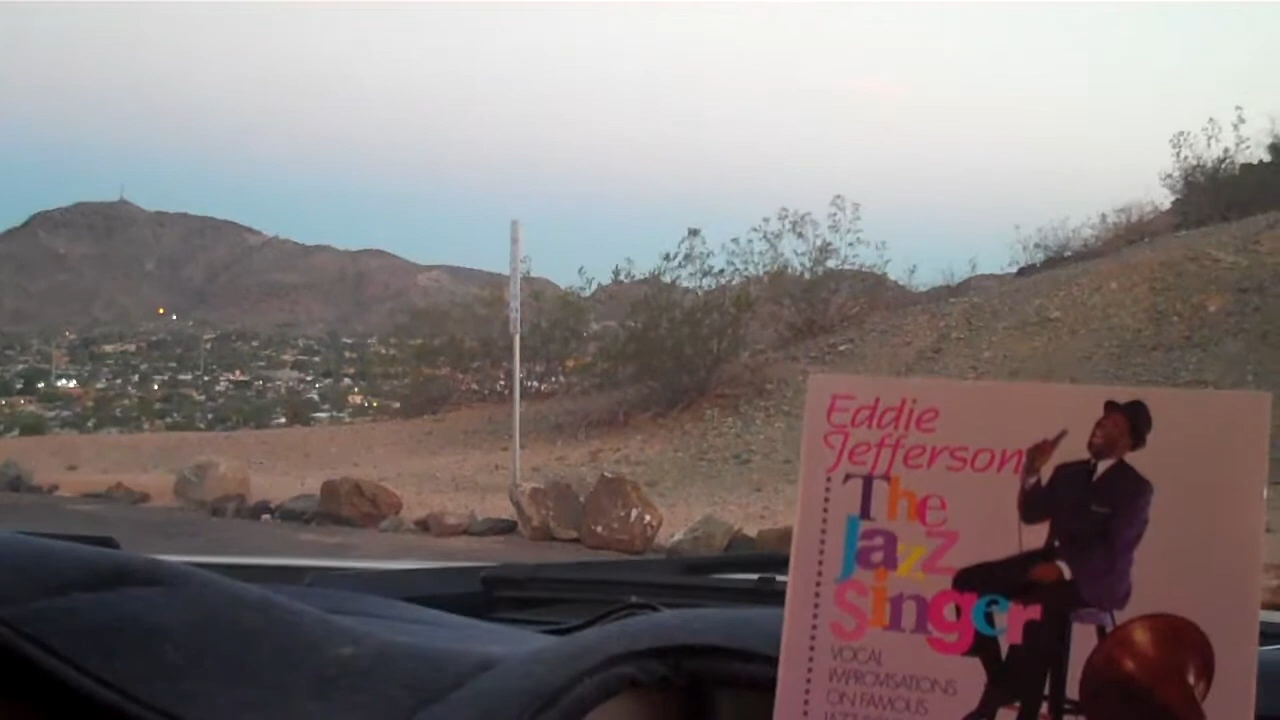 Eddie
Jefferson
The
Jazz
Singer
VOCAL
IMPROVISATIONS
ON FAMOUS